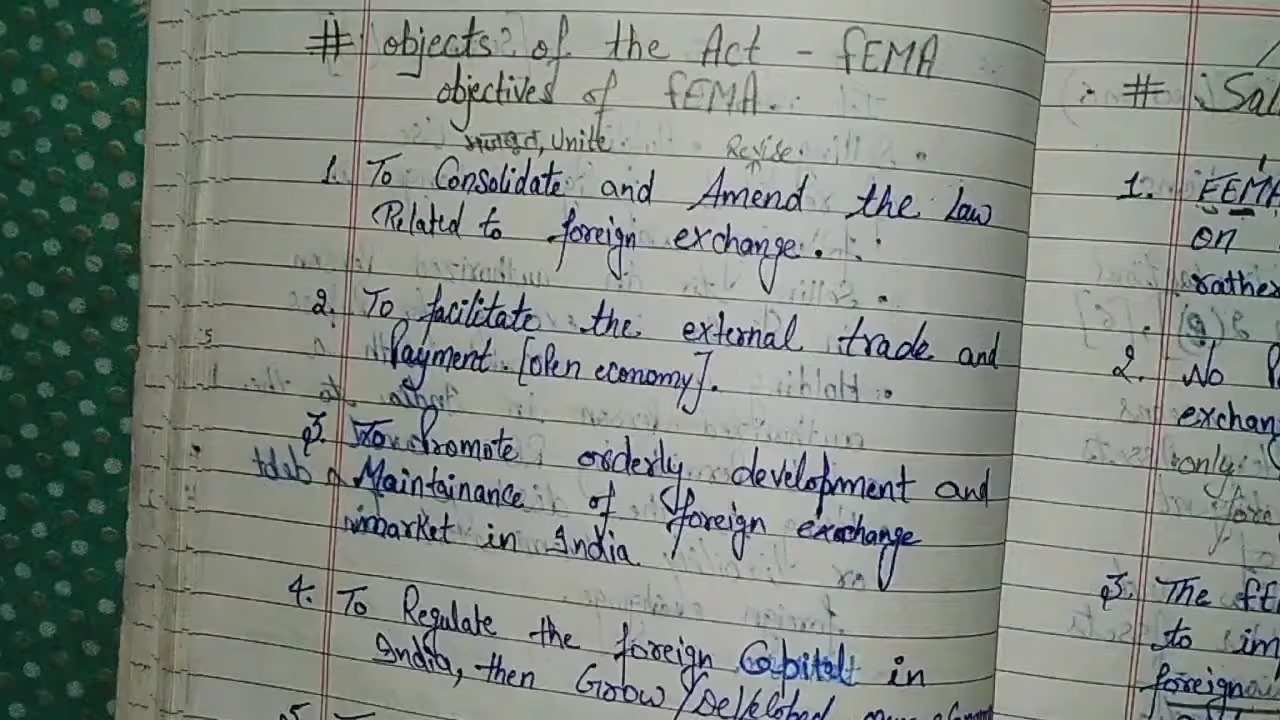 # objects of the Act - fEMA
objectives of fEMA.
मजबूत, Unite
Revise
1. To Consolidate and Amend the Law
Related to foreign exchange.
2. To facilitate the external trade and
Payment. [open economy].
3. To promote orderly development and
Maintainance of foreign exchange
market in India
4. To Regulate the foreign Capital in
India, then Grow/Developed
5.
# Sal
1. FEMA
on
rather
2. No
exchan
only
3. The
to im
foreign